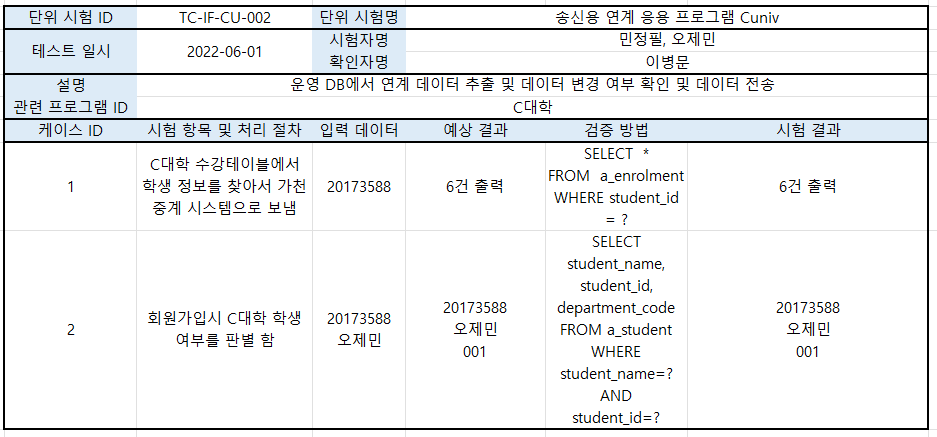 단위 시험 ID TC-IF-CU-002 단위 시험명 송신용 연계 응용 프로그램 Cuniv
테스트 일시 2022-06-01 시험자명 민정필, 오제민
확인자명 이병문
설명 운영 DB에서 연계 데이터 추출 및 데이터 변경 여부 확인 및 데이터 전송
관련 프로그램 ID C대학
케이스 ID 시험 항목 및 처리 절차 입력 데이터 예상 결과 검증 방법 시험 결과
1
C대학 수강테이블에서
학생 정보를 찾아서 가천
중계 시스템으로 보냄
20173588
6건 출력
SELECT *
FROM a_enrolment
WHERE student_id
= ?
6건 출력
2
회원가입시 C대학 학생
여부를 판별 함
20173588
오제민
20173588
오제민
001
SELECT
student_name,
student_id,
department_code
FROM a_student
WHERE
student_name=?
AND
student_id=?
20173588
오제민
001